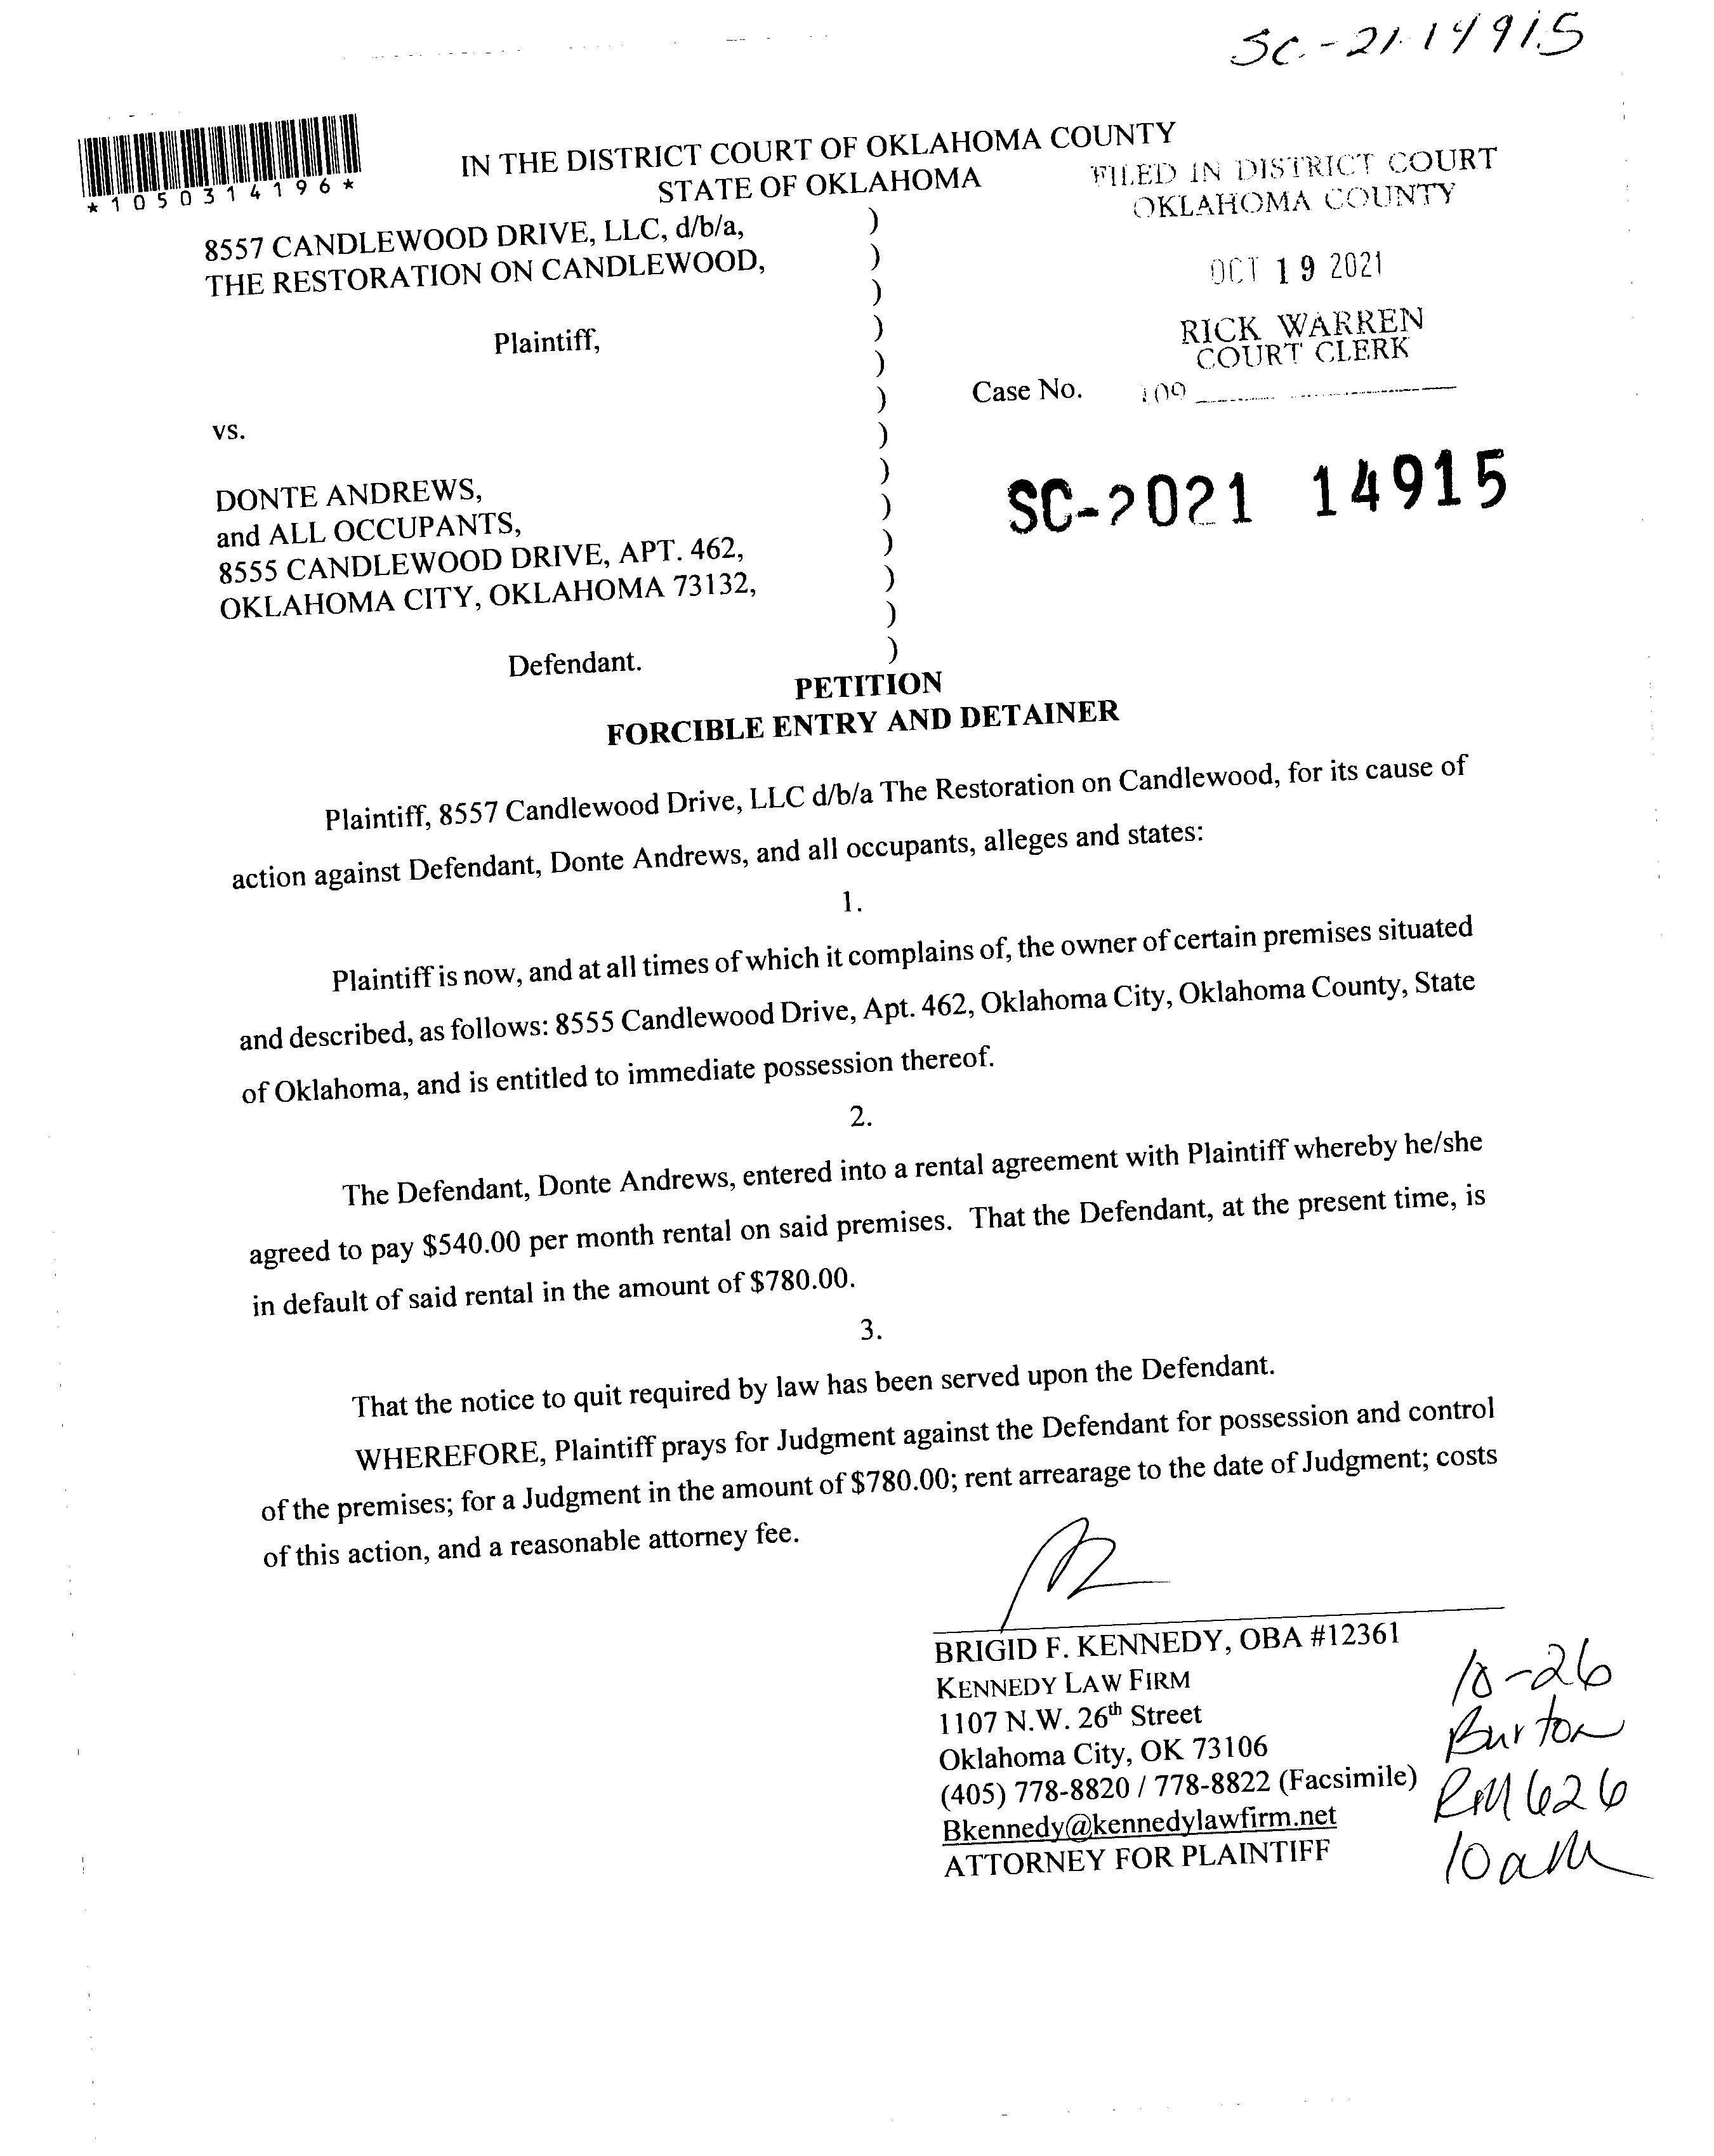 SC-21-14915
*1050314196*
IN THE DISTRICT COURT OF OKLAHOMA COUNTY
STATE OF OKLAHOMA
FILED IN DISTRICT COURT
OKLAHOMA COUNTY
OCT 19 2021
RICK WARREN
COURT CLERK
109
8557 CANDLEWOOD DRIVE, LLC, d/b/a,
THE RESTORATION ON CANDLEWOOD,
Plaintiff,
vs.
DONTE ANDREWS,
and ALL OCCUPANTS,
8555 CANDLEWOOD DRIVE, APT. 462,
OKLAHOMA CITY, OKLAHOMA 73132,
Defendant.
)
)
)
)
)
)
)
)
)
)
)
)
)
Case No.
SC-2021 14915
PETITION
FORCIBLE ENTRY AND DETAINER
Plaintiff, 8557 Candlewood Drive, LLC d/b/a The Restoration on Candlewood, for its cause of
action against Defendant, Donte Andrews, and all occupants, alleges and states:
1.
Plaintiff is now, and at all times of which it complains of, the owner of certain premises situated
and described, as follows: 8555 Candlewood Drive, Apt. 462, Oklahoma City, Oklahoma County, State
of Oklahoma, and is entitled to immediate possession thereof.
2.
The Defendant, Donte Andrews, entered into a rental agreement with Plaintiff whereby he/she
agreed to pay $540.00 per month rental on said premises. That the Defendant, at the present time, is
in default of said rental in the amount of $780.00.
3.
That the notice to quit required by law has been served upon the Defendant.
WHEREFORE, Plaintiff prays for Judgment against the Defendant for possession and control
of the premises; for a Judgment in the amount of $780.00; rent arrearage to the date of Judgment; costs
of this action, and a reasonable attorney fee.
BRIGID F. KENNEDY, OBA #12361
KENNEDY LAW FIRM
1107 N.W. 26th Street
Oklahoma City, OK 73106
(405) 778-8820 / 778-8822 (Facsimile)
Bkennedy@kennedylawfirm.net
ATTORNEY FOR PLAINTIFF
10-26
Burton
RM 626
10am